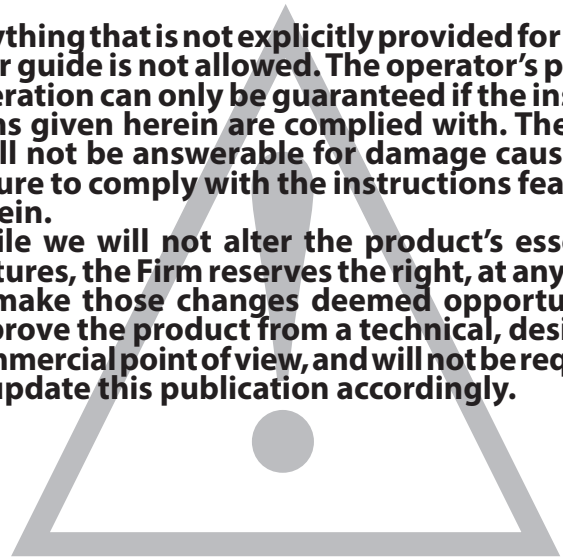 ything that is not explicitly provided for
r guide is not allowed. The operator's p
eration can only be guaranteed if the ins
ns given herein are complied with. The
ll not be answerable for damage caus
ure to comply with the instructions fea
ein.
ile we will not alter the product's esse
tures, the Firm reserves the right, at any
make those changes deemed opportu
prove the product from a technical, desi
nmercial point of view, and will not be req
update this publication accordingly.